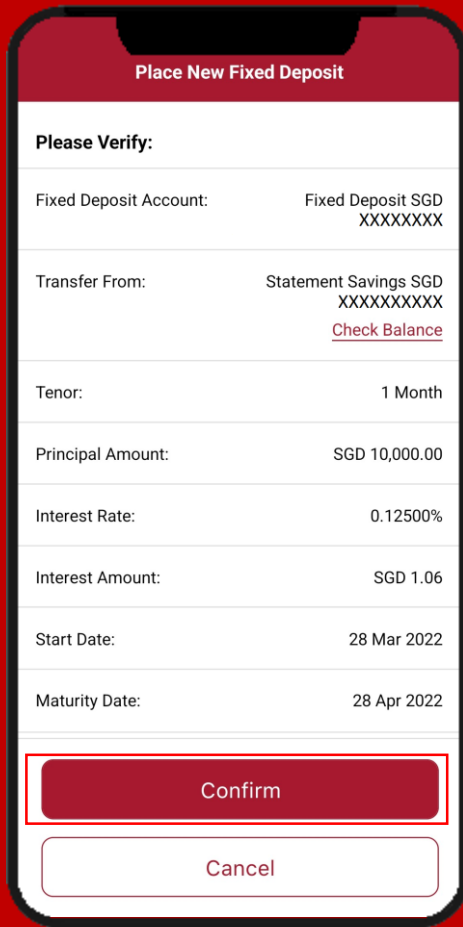 Place New Fixed Deposit
Please Verify:
Fixed Deposit Account: Fixed Deposit SGD
XXXXXXXX
Transfer From: Statement Savings SGD
XXXXXXXXXX
Check Balance
Tenor: 1 Month
Principal Amount: SGD 10,000.00
Interest Rate: 0.12500%
Interest Amount: SGD 1.06
Start Date: 28 Mar 2022
Maturity Date: 28 Apr 2022
Confirm
Cancel